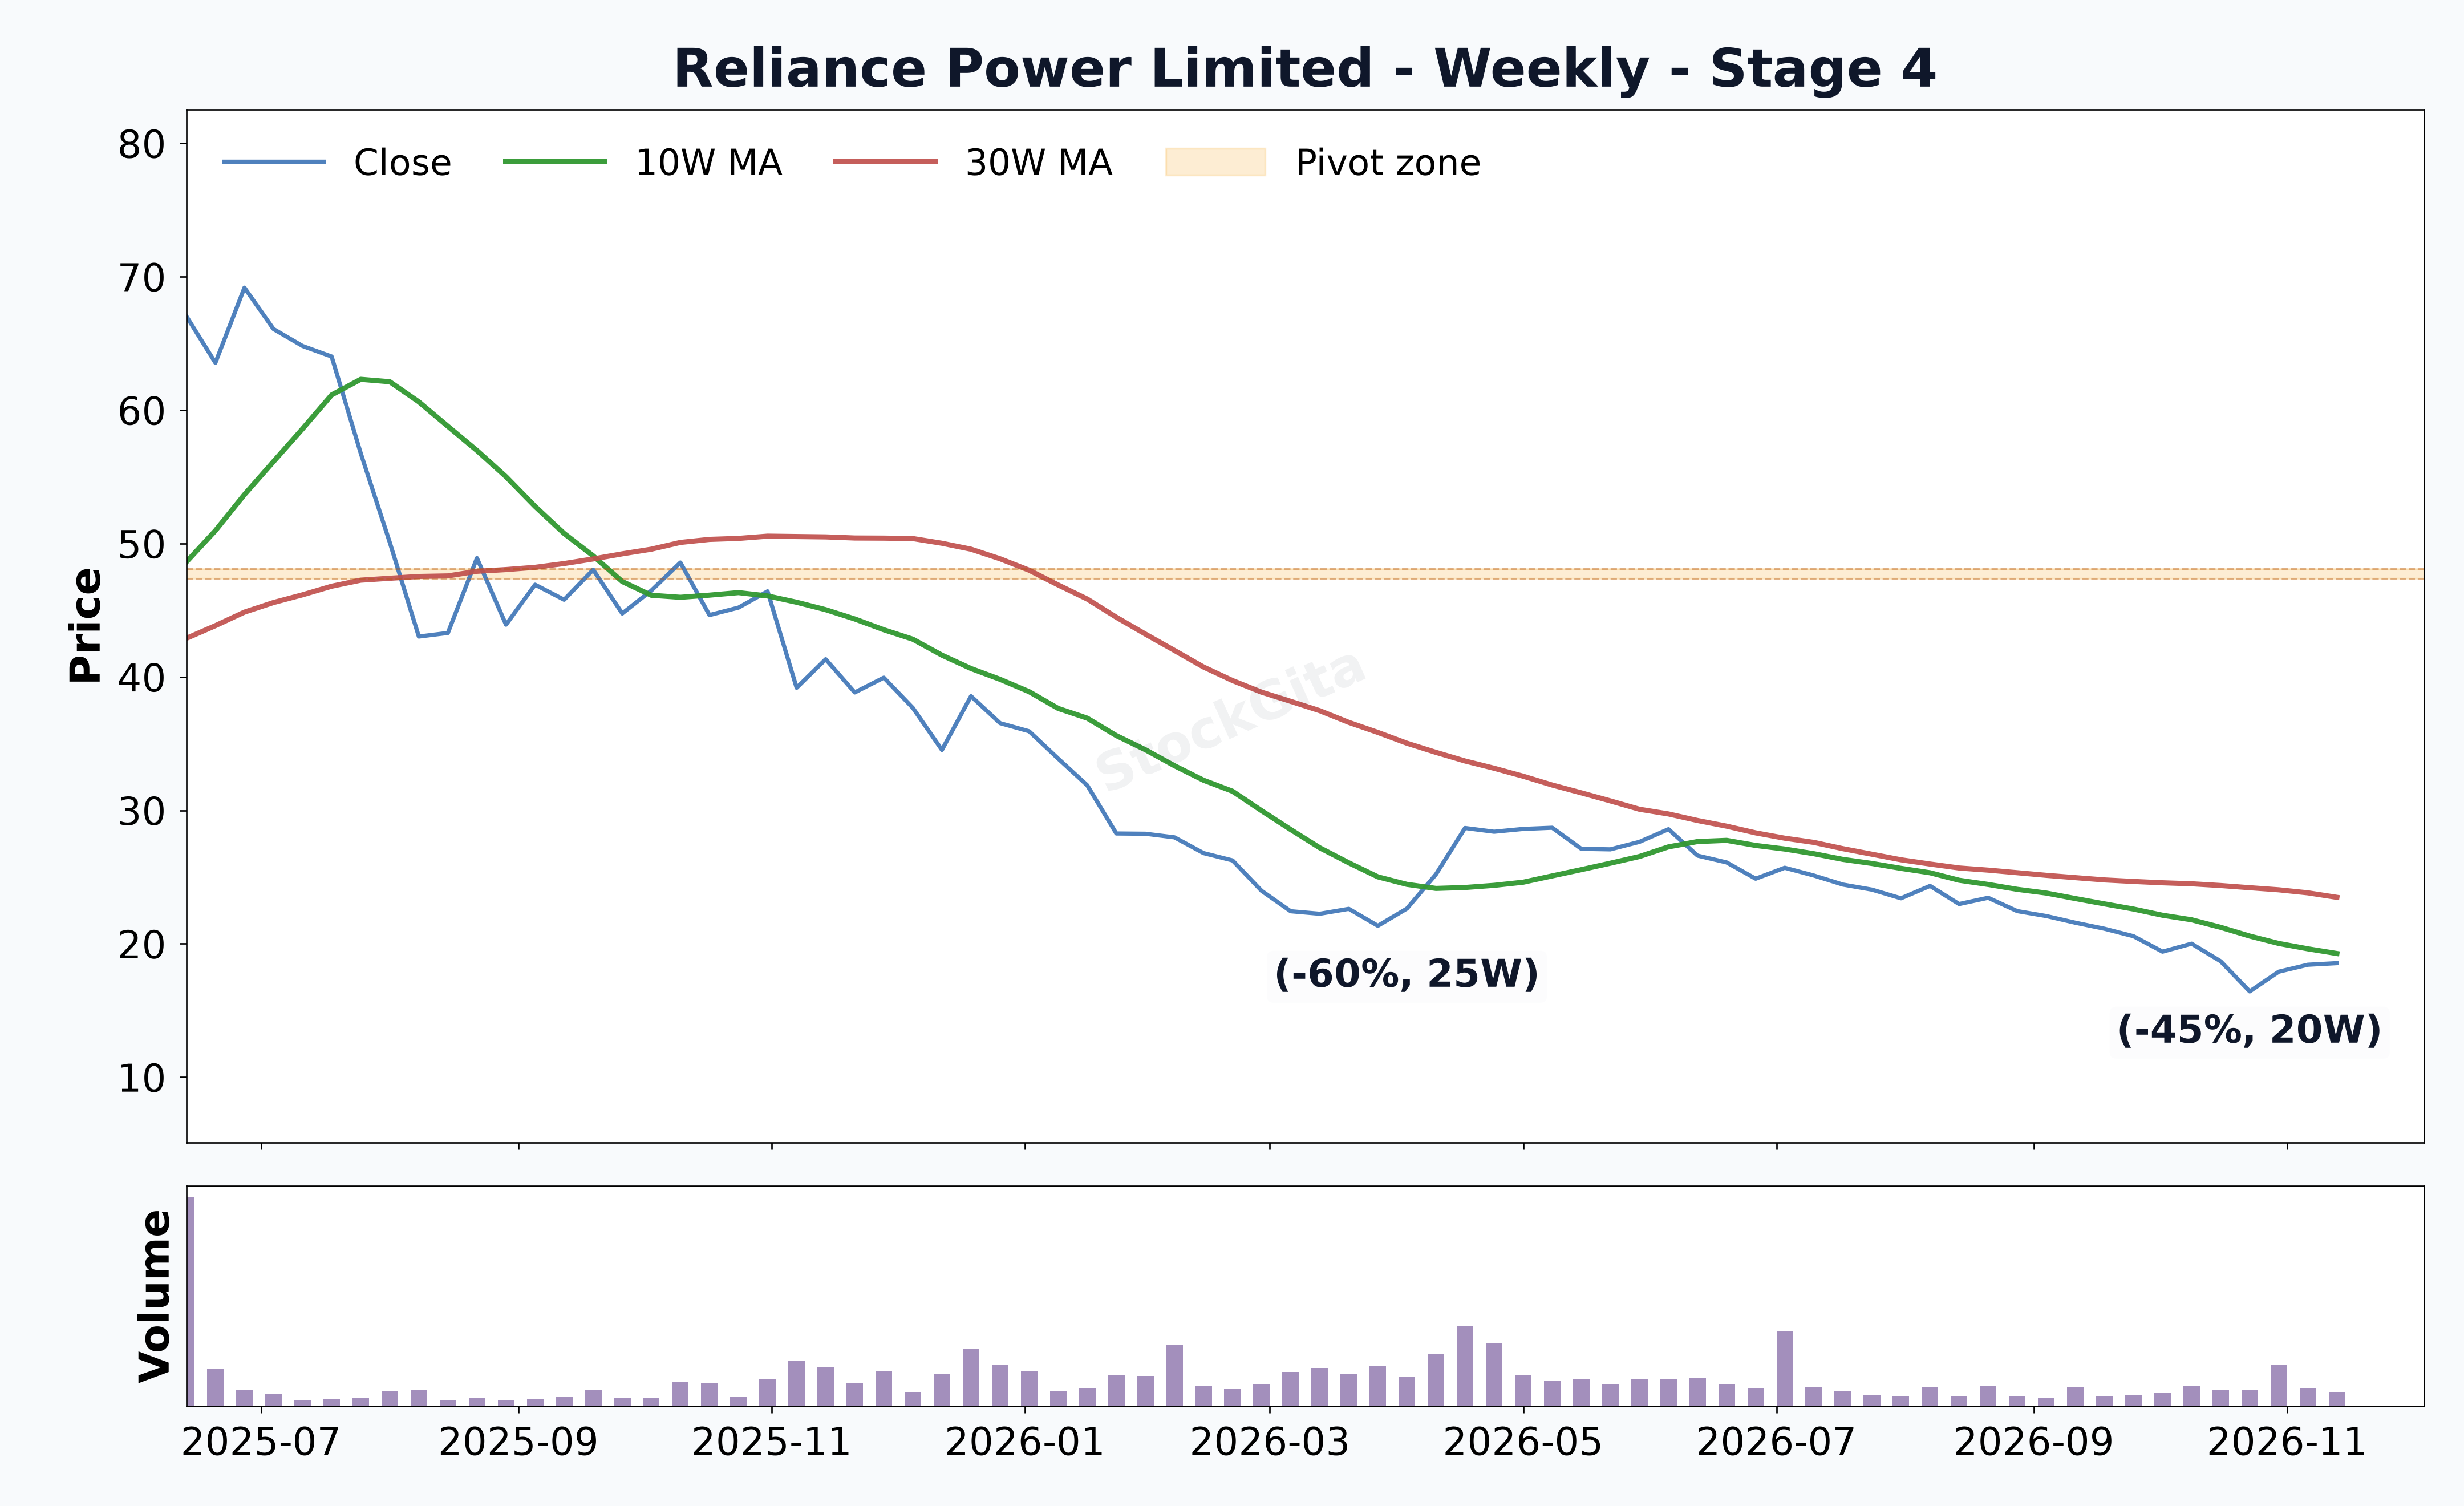 Reliance Power Limited - Weekly - Stage 4
Close 10W MA 30W MA Pivot zone
80
70
60
50
40
30
20
10
Price
StockGita
(-60%, 25W)
(-45%, 20W)
Volume
2025-07 2025-09 2025-11 2026-01 2026-03 2026-05 2026-07 2026-09 2026-11